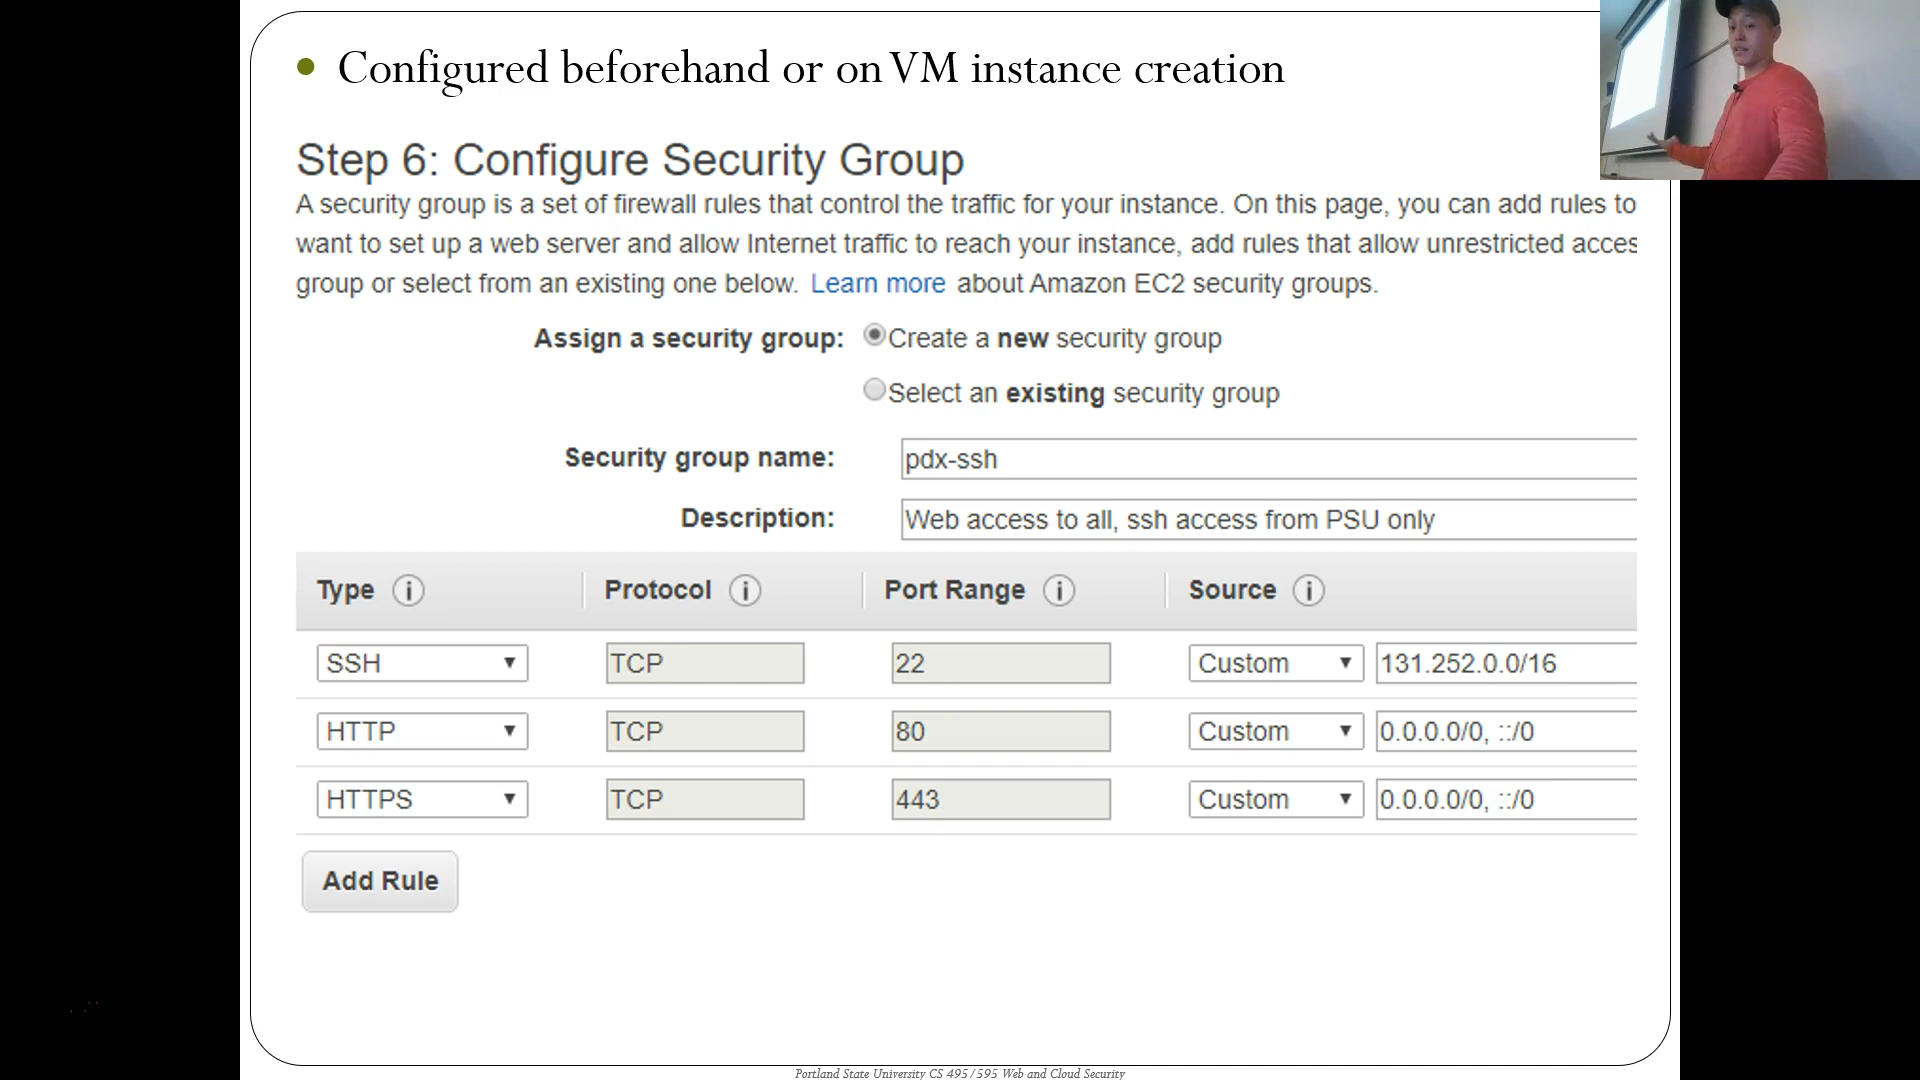 Configured beforehand or on VM instance creation
Step 6: Configure Security Group
A security group is a set of firewall rules that control the traffic for your instance. On this page, you can add rules to
want to set up a web server and allow Internet traffic to reach your instance, add rules that allow unrestricted acces
group or select from an existing one below. Learn more about Amazon EC2 security groups.
Assign a security group: Create a new security group
Select an existing security group
Security group name: pdx-ssh
Description: Web access to all, ssh access from PSU only
Type i Protocol i Port Range i Source i
SSH TCP 22 Custom 131.252.0.0/16
HTTP TCP 80 Custom 0.0.0.0/0, ::/0
HTTPS TCP 443 Custom 0.0.0.0/0, ::/0
Add Rule
Portland State University CS 495/595 Web and Cloud Security